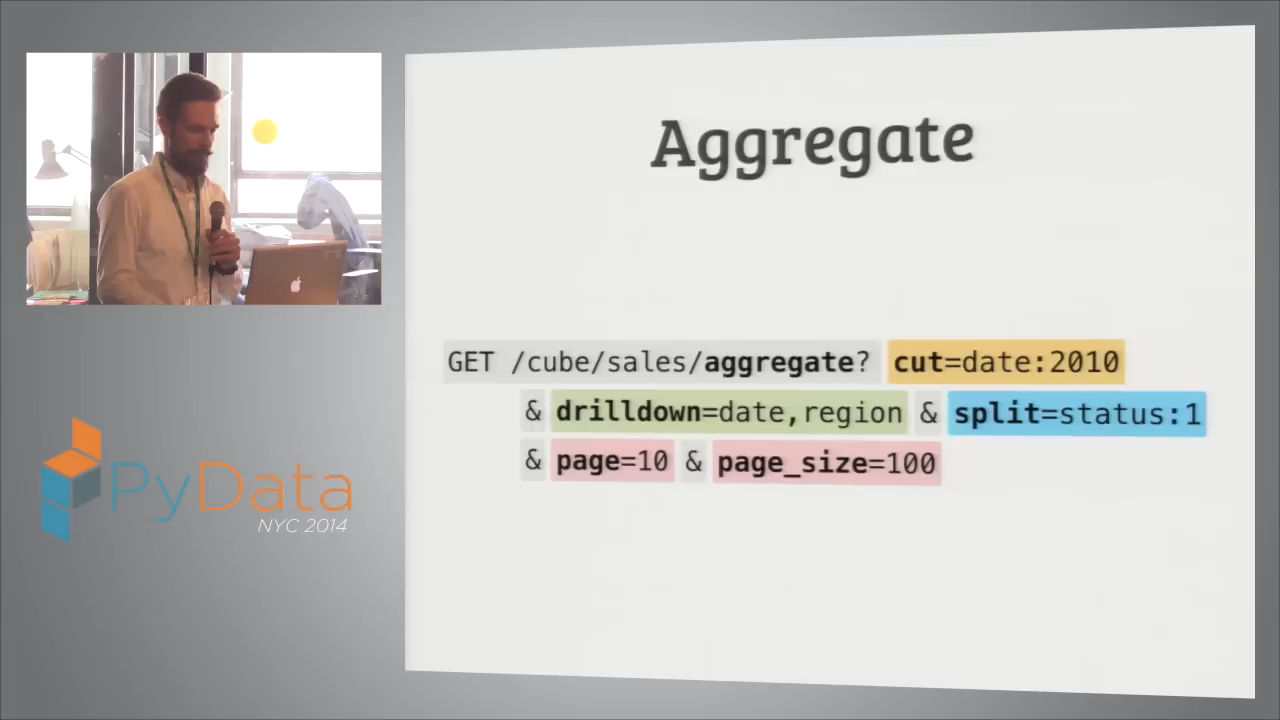 Aggregate
GET /cube/sales/aggregate? cut=date:2010
& drilldown=date,region & split=status:1
& page=10 & page_size=100
PyData
NYC 2014